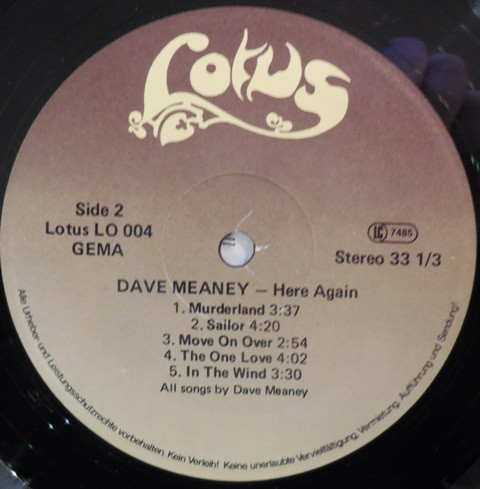 Lotus
Side 2
Lotus LO 004
GEMA
LC 7485
Stereo 33 1/3
DAVE MEANEY – Here Again
1. Murderland 3:37
2. Sailor 4:20
3. Move On Over 2:54
4. The One Love 4:02
5. In The Wind 3:30
All songs by Dave Meaney
Alle Urheber- und Leistungsschutzrechte vorbehalten. Kein Verleih! Keine unerlaubte Vervielfältigung, Vermietung, Aufführung und Sendung!